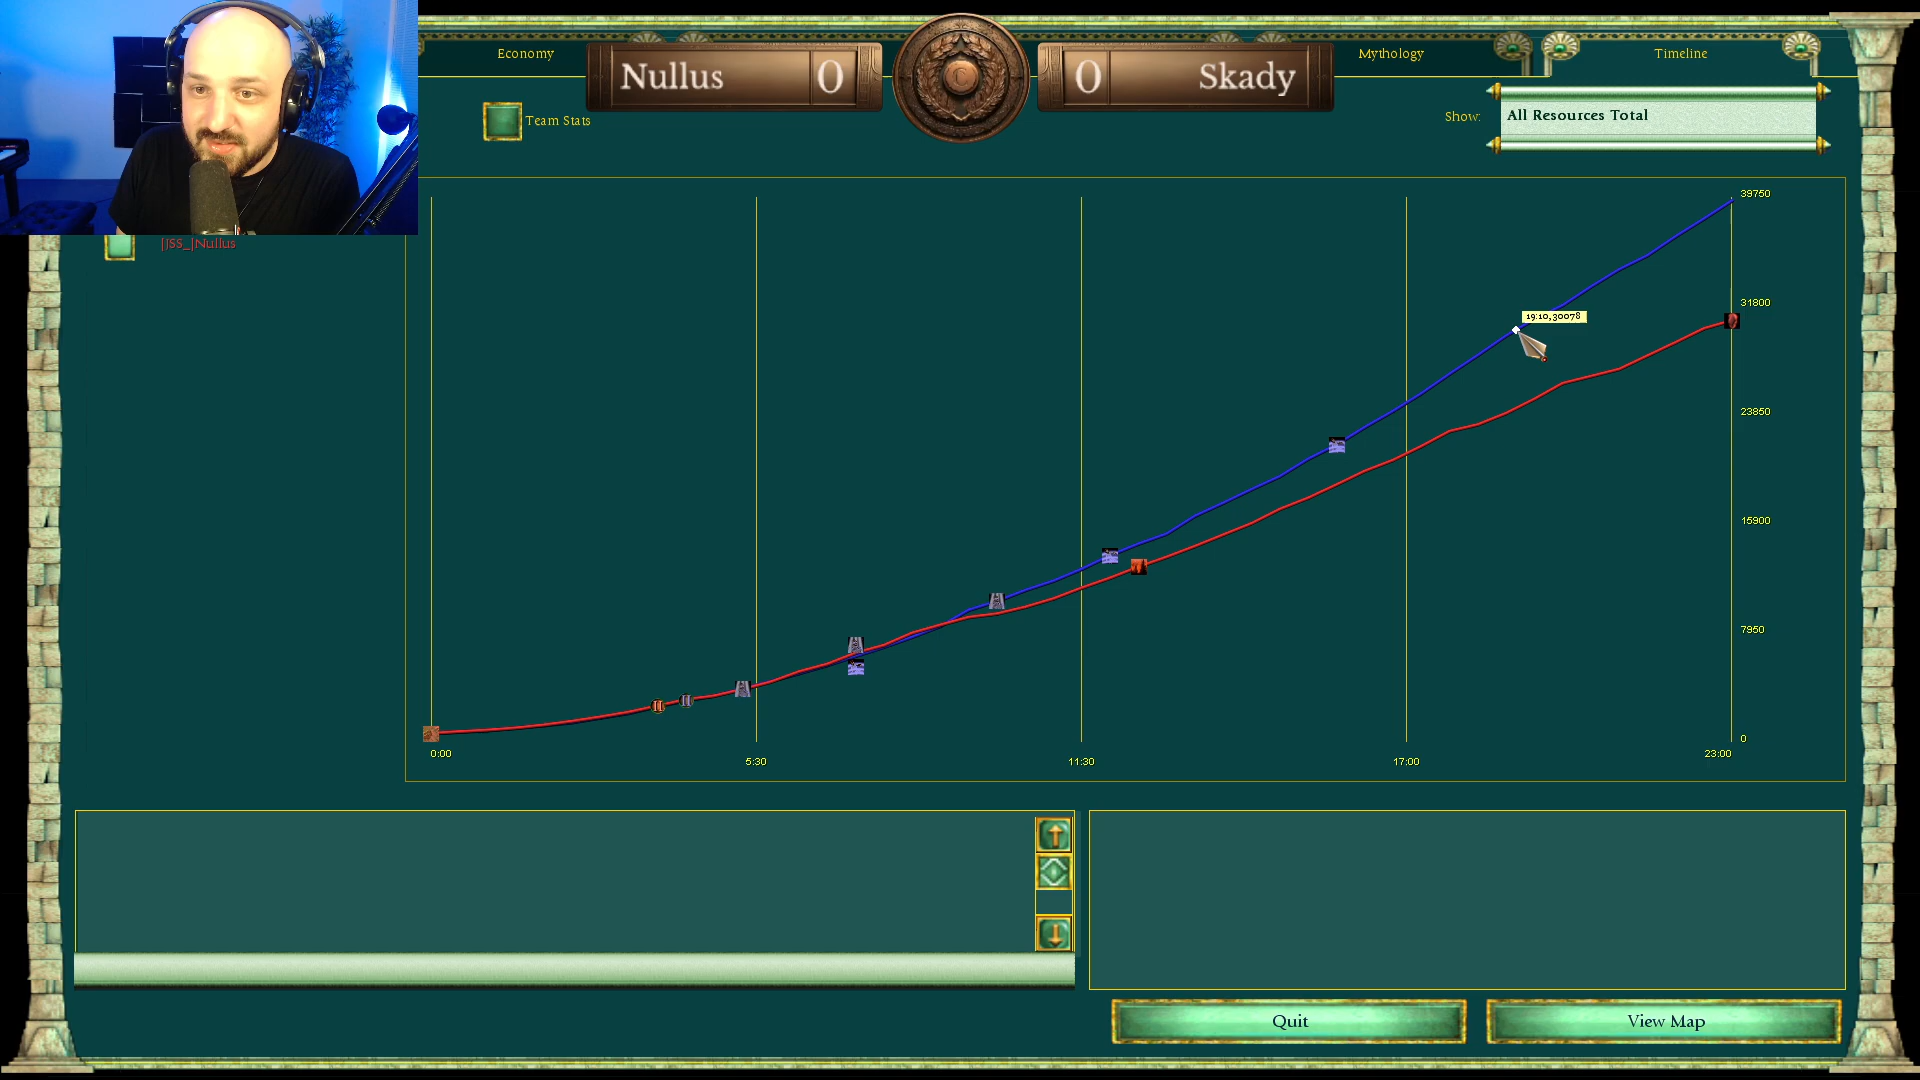 Economy
Nullus 0
0 Skady
Mythology
Timeline
Team Stats
Show:
All Resources Total
[JSS_]Nullus
39750
31800
19:10,30078
23850
15900
7950
0
0:00
5:30
11:30
17:00
23:00
Quit
View Map